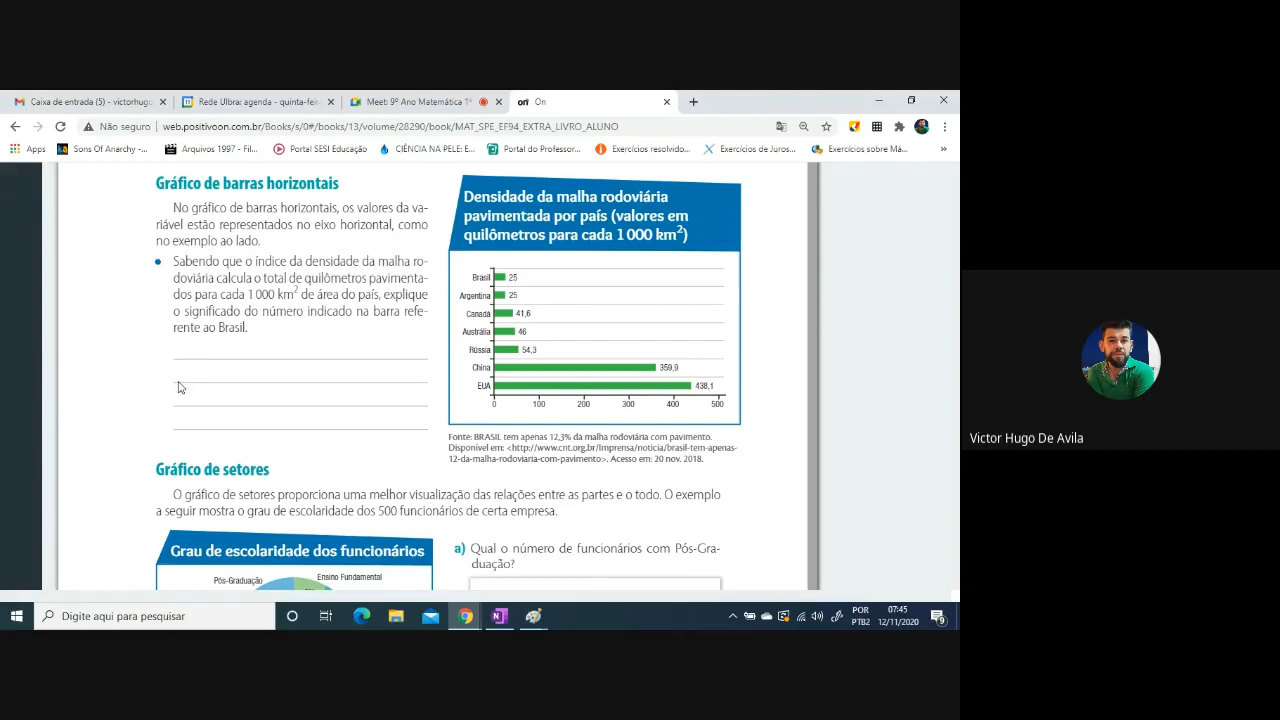 Caixa de entrada (5) - victorhugo
Rede Ulbra: agenda - quinta-feir
Meet: 9º Ano Matemática 1º
on
On
Não seguro
web.positivoon.com.br/Books/s/0#/books/13/volume/28290/book/MAT_SPE_EF94_EXTRA_LIVRO_ALUNO
Apps
Sons Of Anarchy -...
Arquivos 1997 - Fil...
Portal SESI Educação
CIÊNCIA NA PELE: E...
Portal do Professor...
Exercícios resolvido...
Exercícios de Juros...
Exercícios sobre Má...
»
Gráfico de barras horizontais
No gráfico de barras horizontais, os valores da va-
riável estão representados no eixo horizontal, como
no exemplo ao lado.
Sabendo que o índice da densidade da malha ro-
doviária calcula o total de quilômetros pavimenta-
dos para cada 1 000 km² de área do país, explique
o significado do número indicado na barra refe-
rente ao Brasil.
Densidade da malha rodoviária
pavimentada por país (valores em
quilômetros para cada 1 000 km²)
Brasil 25
Argentina 25
Canadá 41,6
Austrália 46
Rússia 54,3
China 359,9
EUA 438,1
0 100 200 300 400 500
Fonte: BRASIL tem apenas 12,3% da malha rodoviária com pavimento.
Disponível em: <http://www.cnt.org.br/Imprensa/noticia/brasil-tem-apenas-
12-da-malha-rodoviaria-com-pavimento>. Acesso em: 20 nov. 2018.
Gráfico de setores
O gráfico de setores proporciona uma melhor visualização das relações entre as partes e o todo. O exemplo
a seguir mostra o grau de escolaridade dos 500 funcionários de certa empresa.
Grau de escolaridade dos funcionários
Pós-Graduação
Ensino Fundamental
a) Qual o número de funcionários com Pós-Gra-
duação?
Victor Hugo De Avila
Digite aqui para pesquisar
POR
PTB2
07:45
12/11/2020
9